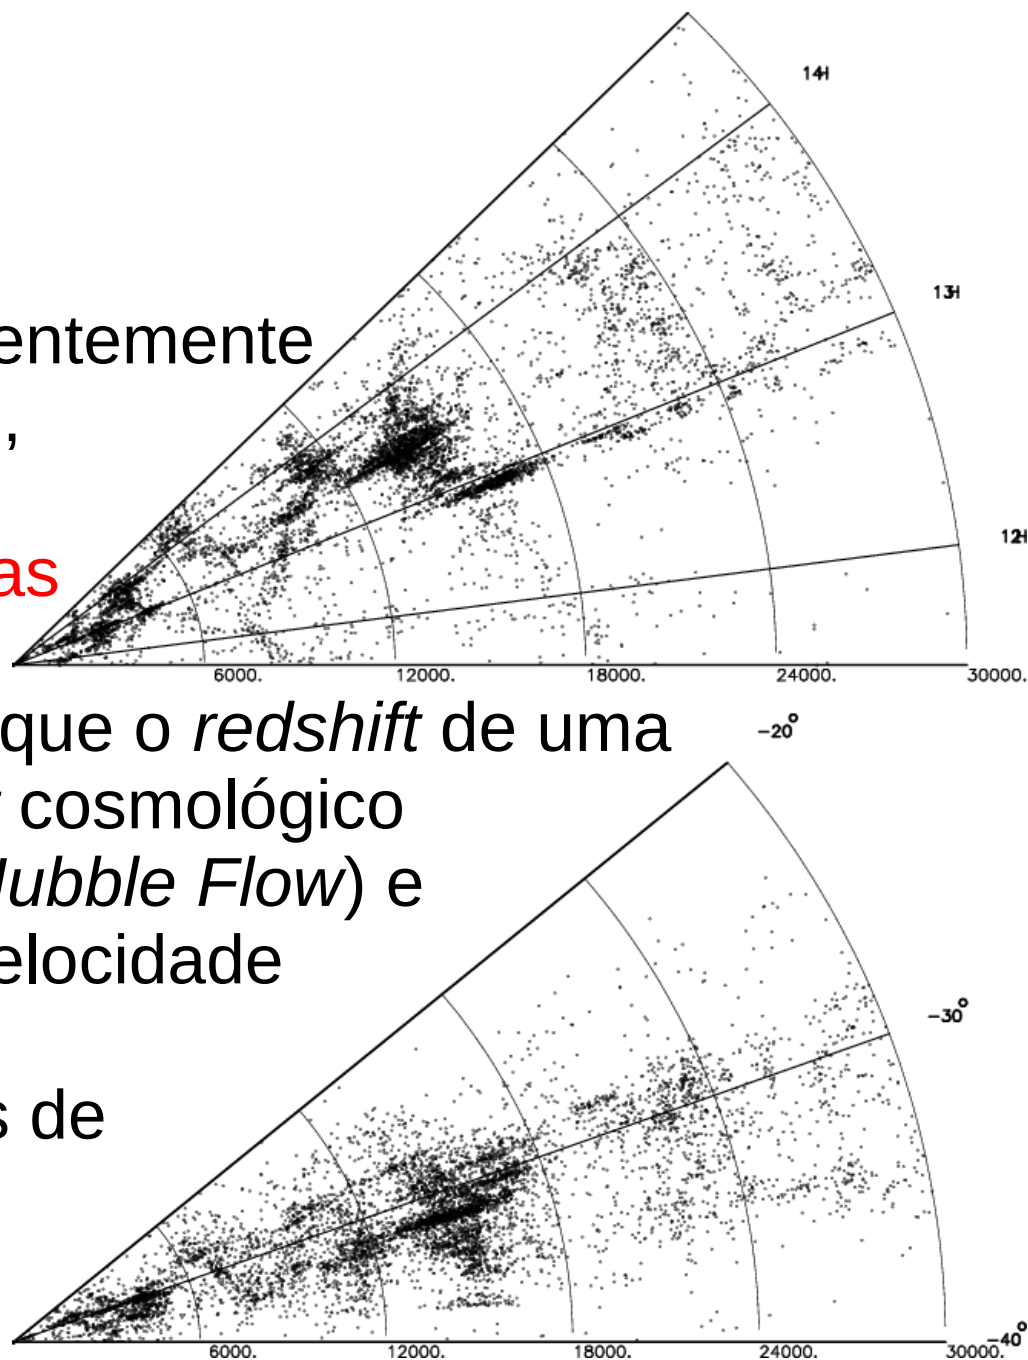 14H
13H
entemente
,
as
12H
6000. 12000. 18000. 24000. 30000.
que o redshift de uma
-20°
cosmológico
ubble Flow) e
elocidade
-30°
s de
-40°
6000. 12000. 18000. 24000. 30000.